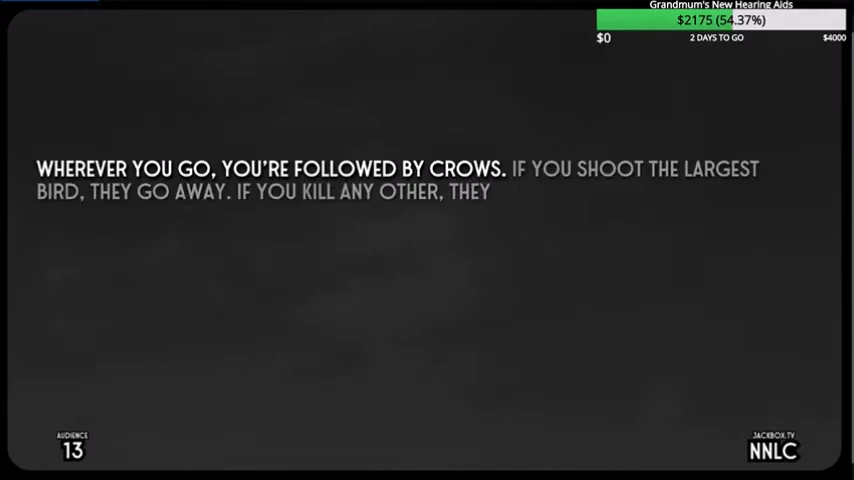 Grandmum's New Hearing Aids
$2175 (54.37%)
$0 2 DAYS TO GO $4000
WHEREVER YOU GO, YOU'RE FOLLOWED BY CROWS. IF YOU SHOOT THE LARGEST
BIRD, THEY GO AWAY. IF YOU KILL ANY OTHER, THEY
AUDIENCE
13
JACKBOX.TV
NNLC